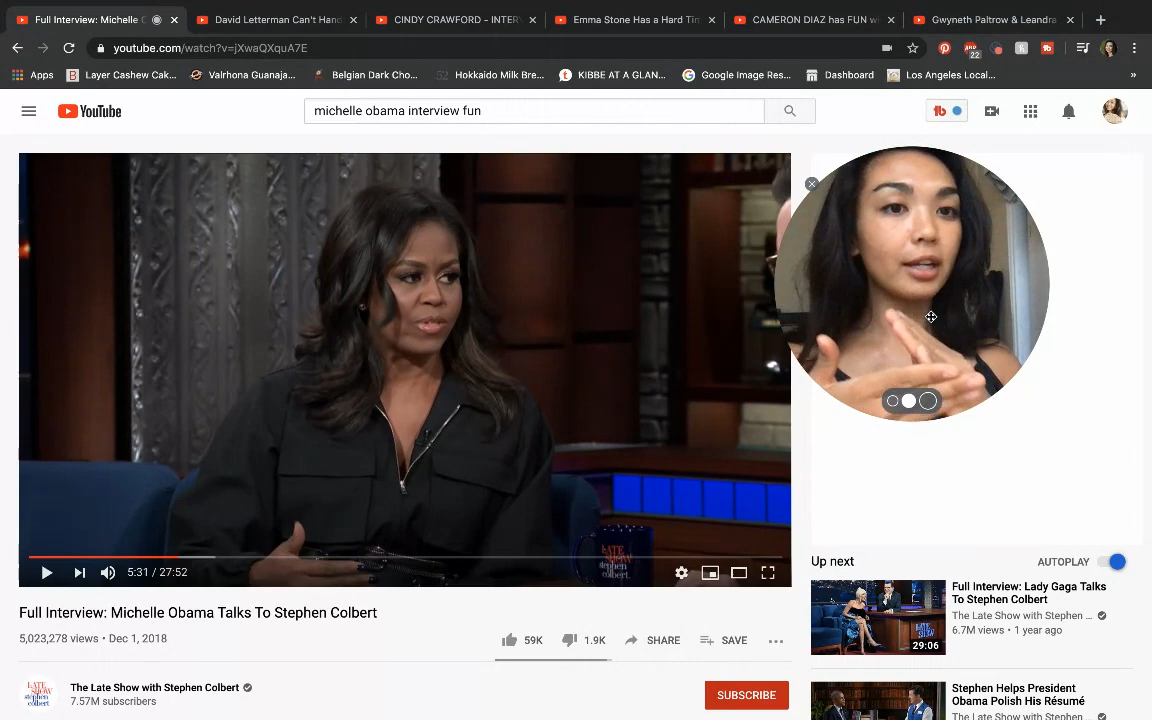 Full Interview: Michelle
David Letterman Can't Hand
CINDY CRAWFORD - INTER
Emma Stone Has a Hard Tim
CAMERON DIAZ has FUN w
Gwyneth Paltrow & Leandra
youtube.com/watch?v=jXwaQXquA7E
22
Apps
Layer Cashew Cak...
Valrhona Guanaja...
Belgian Dark Cho...
Hokkaido Milk Bre...
KIBBE AT A GLAN...
Google Image Res...
Dashboard
Los Angeles Local...
»
YouTube
michelle obama interview fun
tb
LATE SHOW
stephen colbert
5:31 / 27:52
Full Interview: Michelle Obama Talks To Stephen Colbert
5,023,278 views • Dec 1, 2018
59K
1.9K
SHARE
SAVE
The Late Show with Stephen Colbert
7.57M subscribers
SUBSCRIBE
Up next
AUTOPLAY
29:06
Full Interview: Lady Gaga Talks
To Stephen Colbert
The Late Show with Stephen ...
6.7M views • 1 year ago
Stephen Helps President
Obama Polish His Résumé
The Late Show with Stephen ...